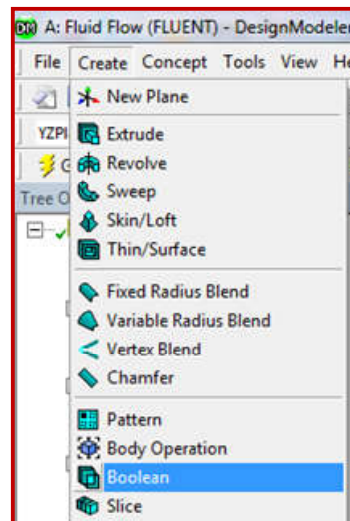 A: Fluid Flow (FLUENT) - DesignModeler
File Create Concept Tools View
New Plane
Extrude
Revolve
Sweep
Skin/Loft
Thin/Surface
Fixed Radius Blend
Variable Radius Blend
Vertex Blend
Chamfer
Pattern
Body Operation
Boolean
Slice